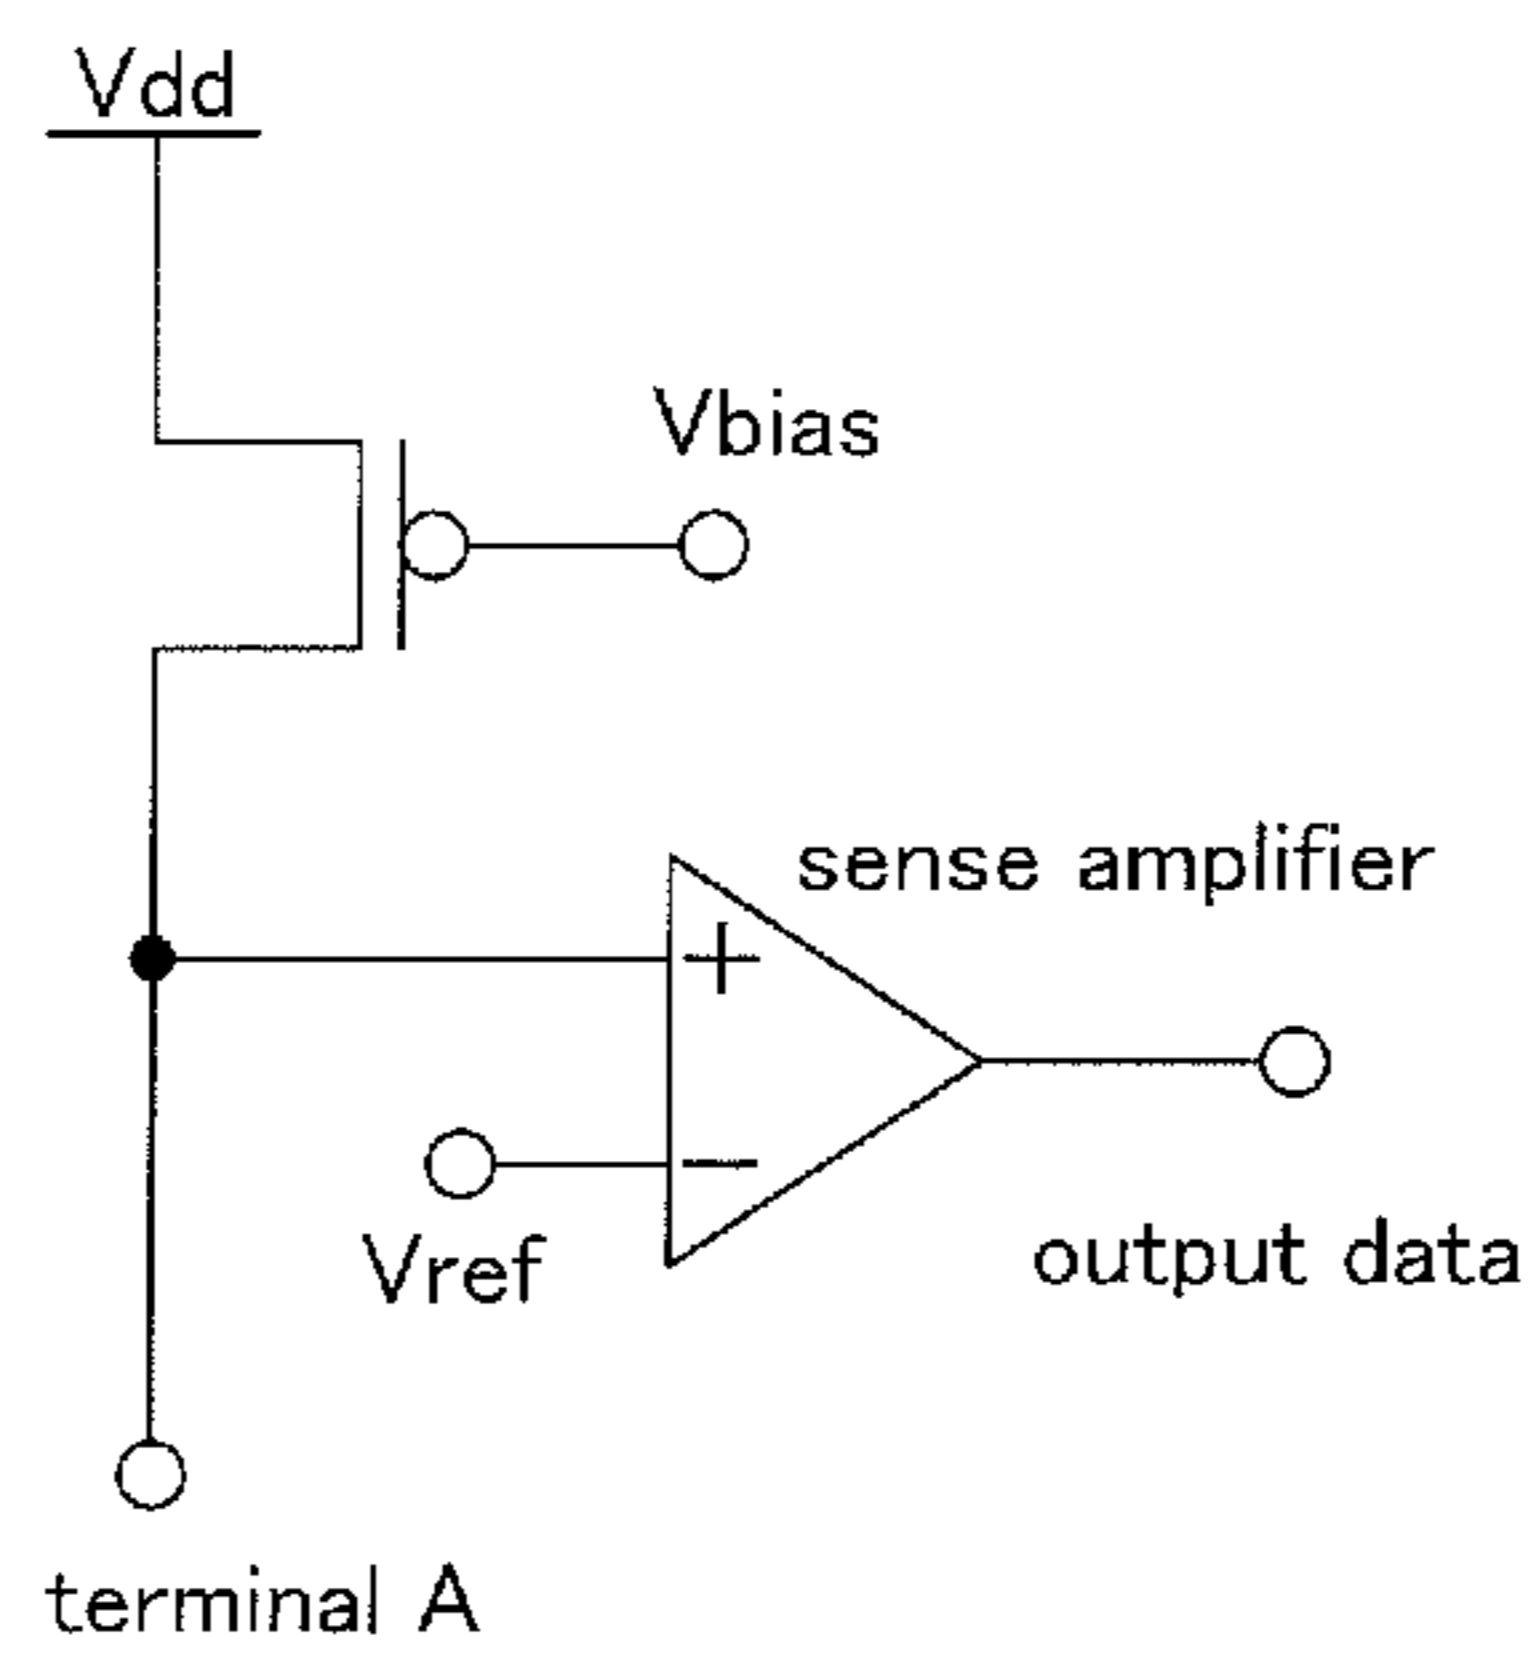 Vdd
Vbias
sense amplifier
+
−
Vref
output data
terminal A